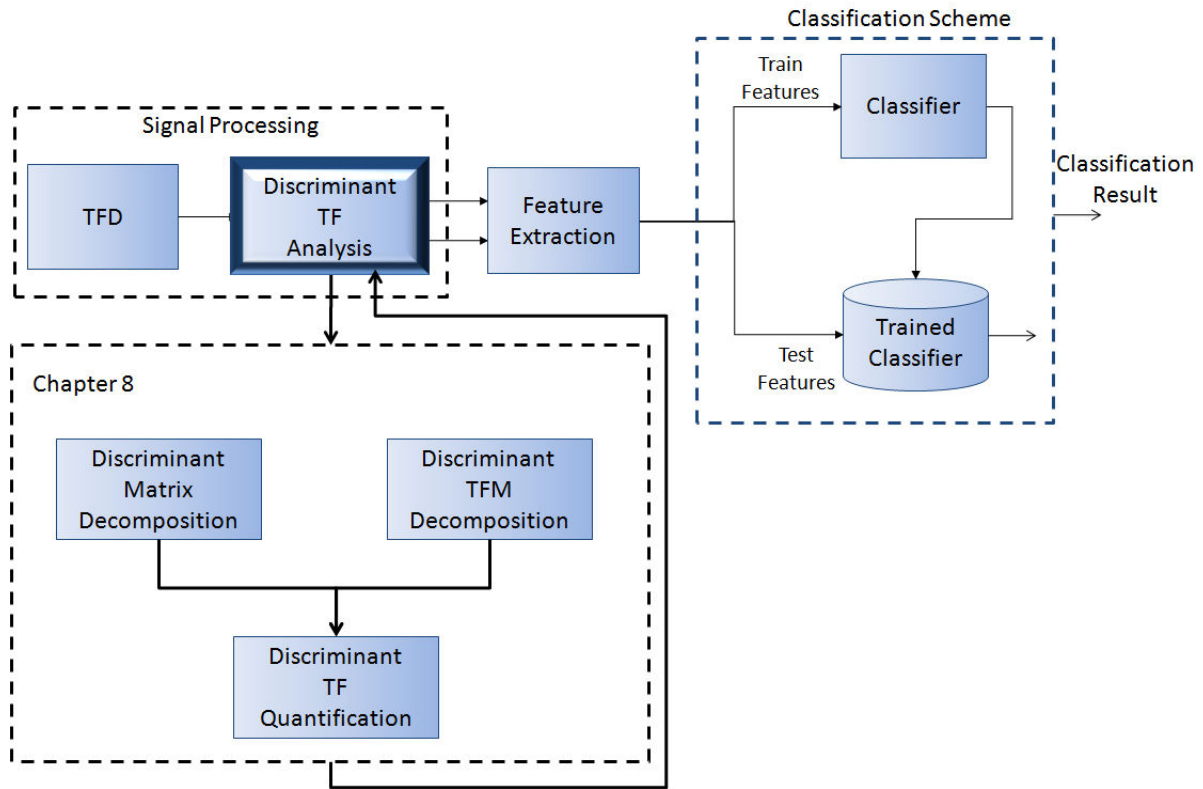 Classification Scheme
Signal Processing
TFD
Discriminant
TF
Analysis
Feature
Extraction
Train
Features
Classifier
Classification
Result
Test
Features
Trained
Classifier
Chapter 8
Discriminant
Matrix
Decomposition
Discriminant
TFM
Decomposition
Discriminant
TF
Quantification